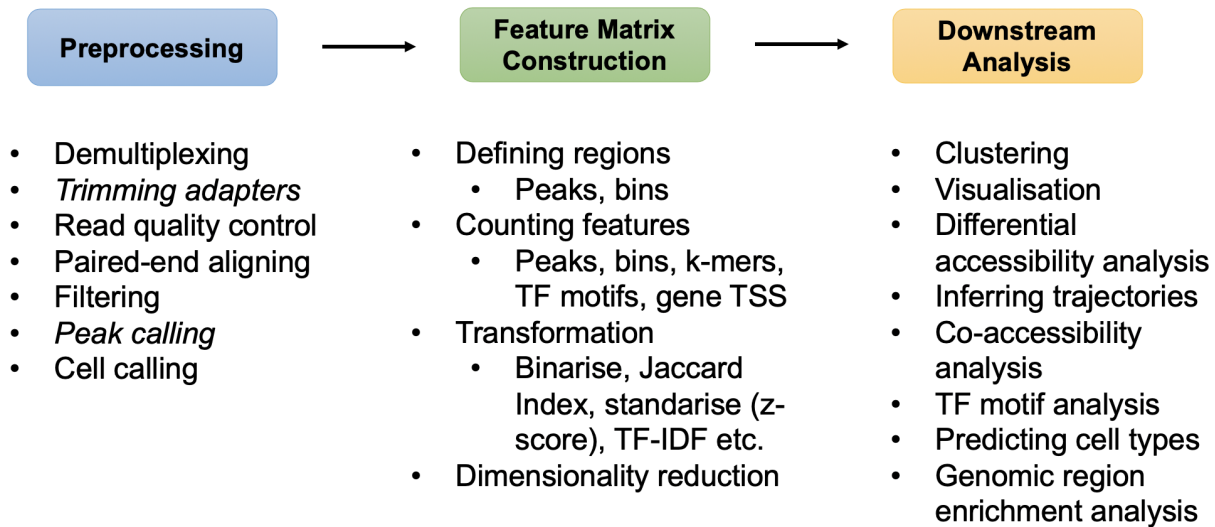 Preprocessing
• Demultiplexing
• Trimming adapters
• Read quality control
• Paired-end aligning
• Filtering
• Peak calling
• Cell calling
Feature Matrix
Construction
• Defining regions
• Peaks, bins
• Counting features
• Peaks, bins, k-mers,
TF motifs, gene TSS
• Transformation
• Binarise, Jaccard
Index, standarise (z-
score), TF-IDF etc.
• Dimensionality reduction
Downstream
Analysis
• Clustering
• Visualisation
• Differential
accessibility analysis
• Inferring trajectories
• Co-accessibility
analysis
• TF motif analysis
• Predicting cell types
• Genomic region
enrichment analysis